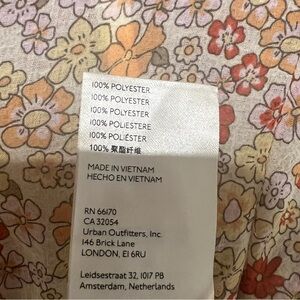 100% POLYESTER
100% POLYESTER
100% POLYESTER
100% POLIESTERE
100% POLIÉSTER
100% 聚酯纤维
MADE IN VIETNAM
HECHO EN VIETNAM
RN 66170
CA 32054
Urban Outfitters, Inc.
146 Brick Lane
LONDON, E1 6RU
Leidsestraat 32, 1017 PB
Amsterdam, Netherlands